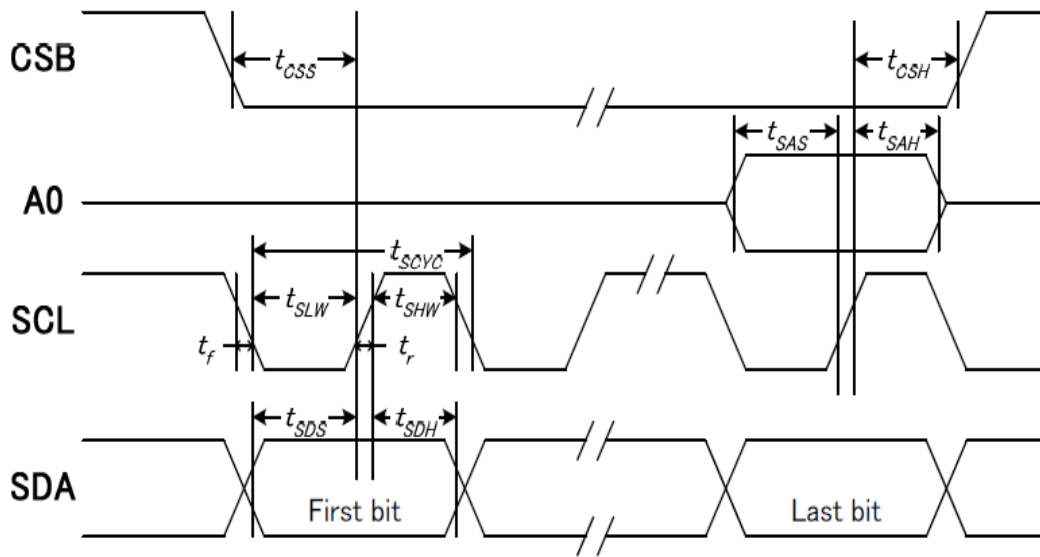 CSB
tCSS
tCSH
tSAS
tSAH
A0
tSCYC
SCL
tSLW
tSHW
tf
tr
tSDS
tSDH
SDA
First bit
Last bit